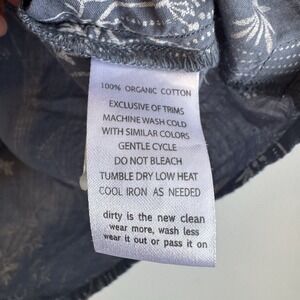 100% ORGANIC COTTON
EXCLUSIVE OF TRIMS
MACHINE WASH COLD
WITH SIMILAR COLORS
GENTLE CYCLE
DO NOT BLEACH
TUMBLE DRY LOW HEAT
COOL IRON AS NEEDED
dirty is the new clean
wear more, wash less
wear it out or pass it on